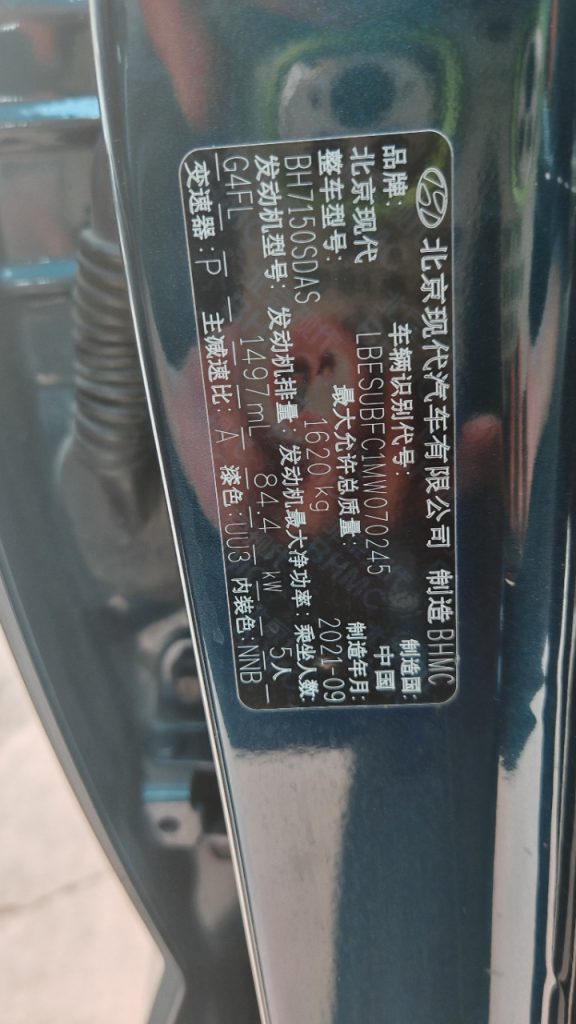 北京现代汽车有限公司 制造 BHMC
品牌: 车辆识别代号: 制造国:
北京现代 LBESUBFC1MW070245 中国
整车型号: 最大允许总质量: 制造年月:
BH7150SDAS 1620 kg 2021-09
发动机型号: 发动机排量: 发动机最大净功率: 乘坐人数:
G4FL 1497mL 84.4 kW 5人
变速器: P 主减速比: A 漆色: UU3 内装色: NNB